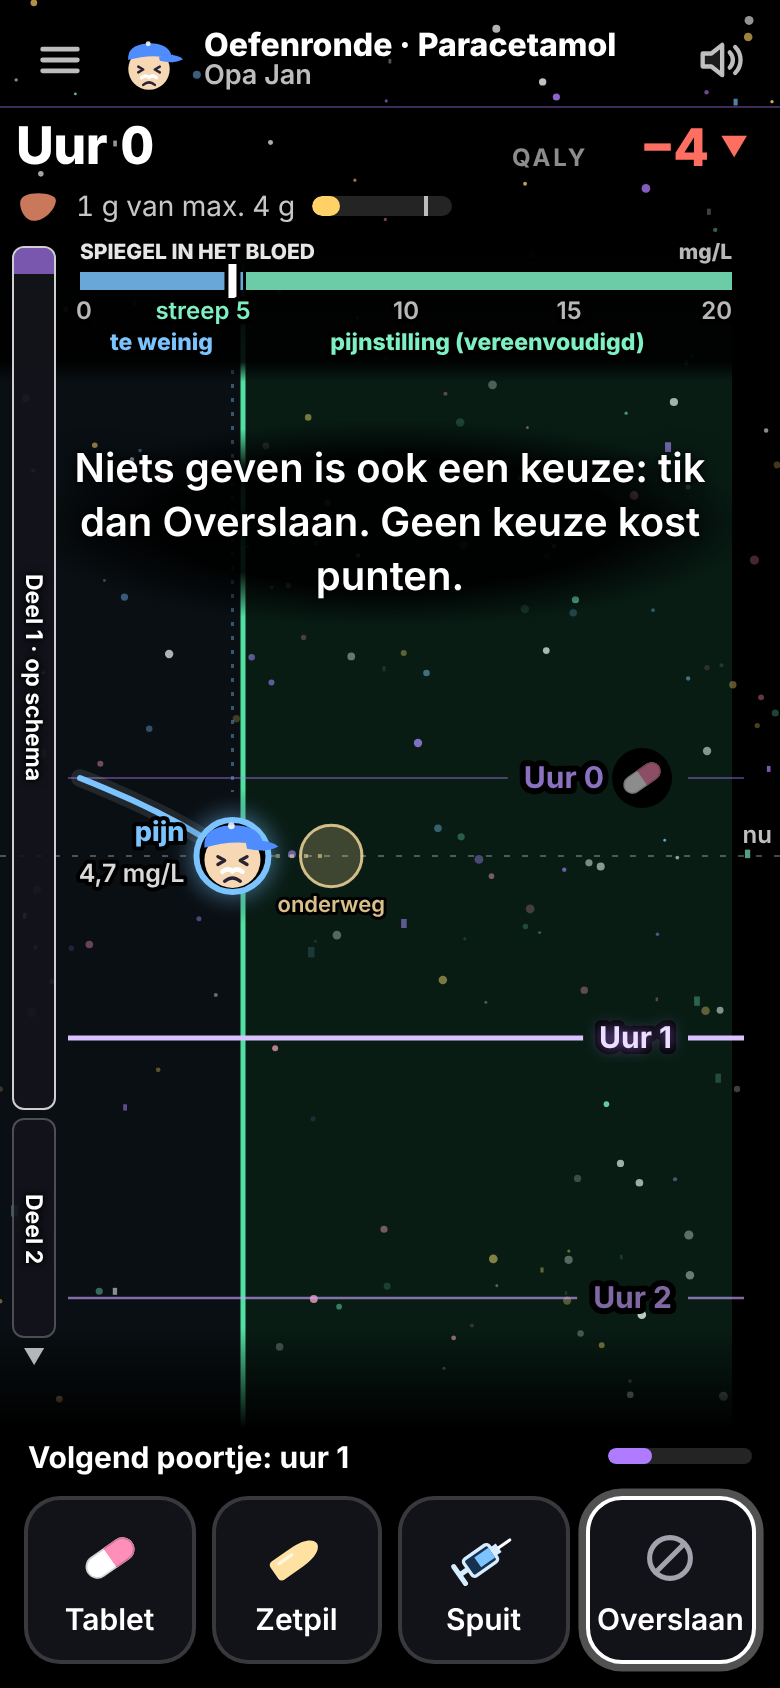 Oefenronde · Paracetamol
Opa Jan
Uur 0
QALY
−4 ▼
1 g van max. 4 g
SPIEGEL IN HET BLOED
mg/L
0
streep 5
10
15
20
te weinig
pijnstilling (vereenvoudigd)
Niets geven is ook een keuze: tik
dan Overslaan. Geen keuze kost
punten.
Deel 1 · op schema
Uur 0
pijn
nu
4,7 mg/L
onderweg
Uur 1
Deel 2
Uur 2
Volgend poortje: uur 1
Tablet
Zetpil
Spuit
Overslaan